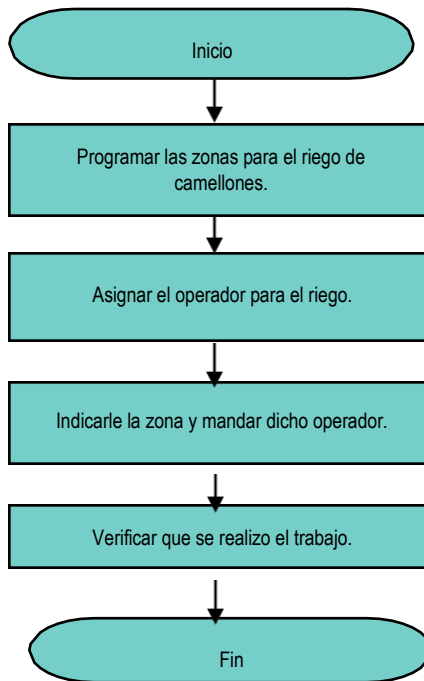 Inicio
Programar las zonas para el riego de
camellones.
Asignar el operador para el riego.
Indicarle la zona y mandar dicho operador.
Verificar que se realizo el trabajo.
Fin